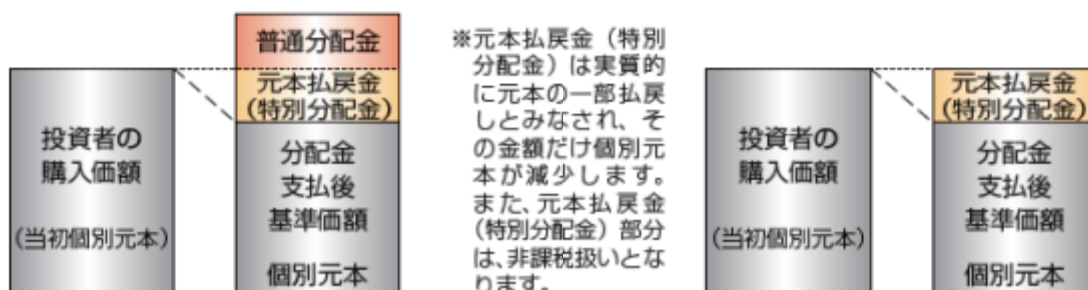 投資者の
購入価額
(当初個別元本)
普通分配金
元本払戻金
(特別分配金)
分配金
支払後
基準価額
個別元本
※元本払戻金(特別
分配金)は実質的
に元本の一部払戻
しとみなされ、そ
の金額だけ個別元
本が減少します。
また、元本払戻金
(特別分配金)部分
は、非課税扱いとな
ります。
投資者の
購入価額
(当初個別元本)
元本払戻金
(特別分配金)
分配金
支払後
基準価額
個別元本